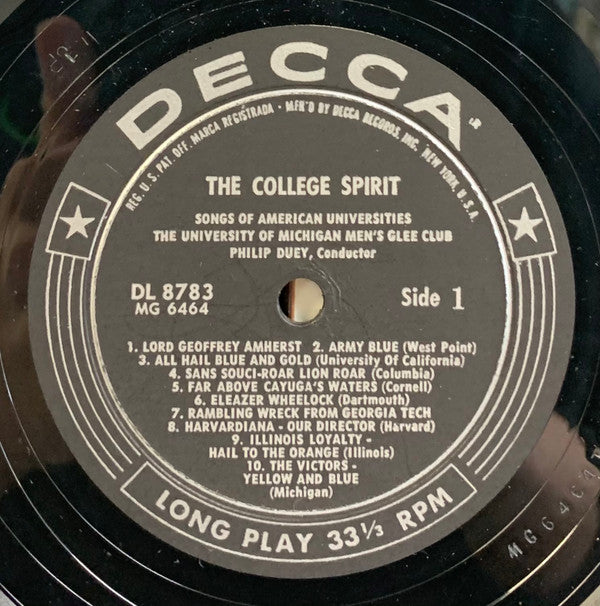 DECCA
REG. U.S. PAT. OFF. MARCA REGISTRADA • MFR'D BY DECCA RECORDS, INC., NEW YORK, U.S.A.
THE COLLEGE SPIRIT
SONGS OF AMERICAN UNIVERSITIES
THE UNIVERSITY OF MICHIGAN MEN'S GLEE CLUB
PHILIP DUEY, Conductor
DL 8783
MG 6464
Side 1
1. LORD GEOFFREY AMHERST 2. ARMY BLUE (West Point)
3. ALL HAIL BLUE AND GOLD (University Of California)
4. SANS SOUCI-ROAR LION ROAR (Columbia)
5. FAR ABOVE CAYUGA'S WATERS (Cornell)
6. ELEAZER WHEELOCK (Dartmouth)
7. RAMBLING WRECK FROM GEORGIA TECH
8. HARVARDIANA - OUR DIRECTOR (Harvard)
9. ILLINOIS LOYALTY -
HAIL TO THE ORANGE (Illinois)
10. THE VICTORS -
YELLOW AND BLUE
(Michigan)
LONG PLAY 33⅓ RPM